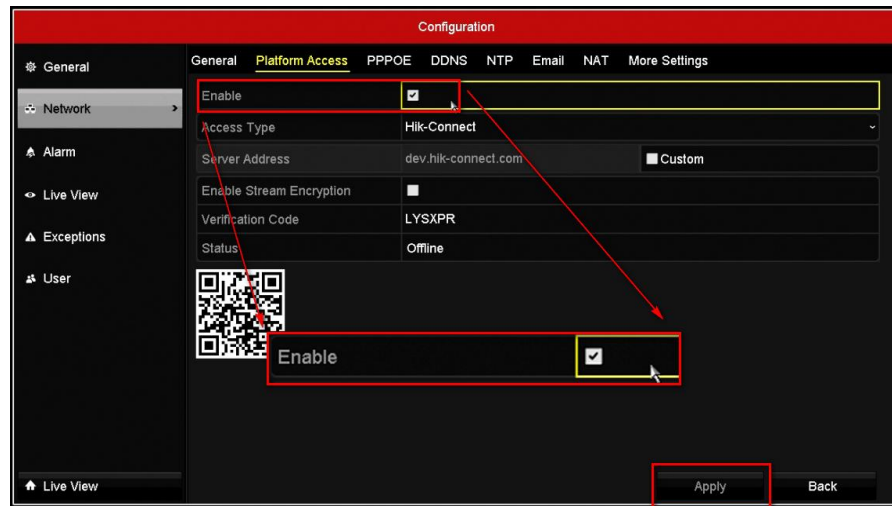 Configuration
General
Network
Alarm
Live View
Exceptions
User
Live View
General Platform Access PPPOE DDNS NTP Email NAT More Settings
Enable
Access Type Hik-Connect
Server Address dev.hik-connect.com Custom
Enable Stream Encryption
Verification Code LYSXPR
Status Offline
Enable
Apply Back